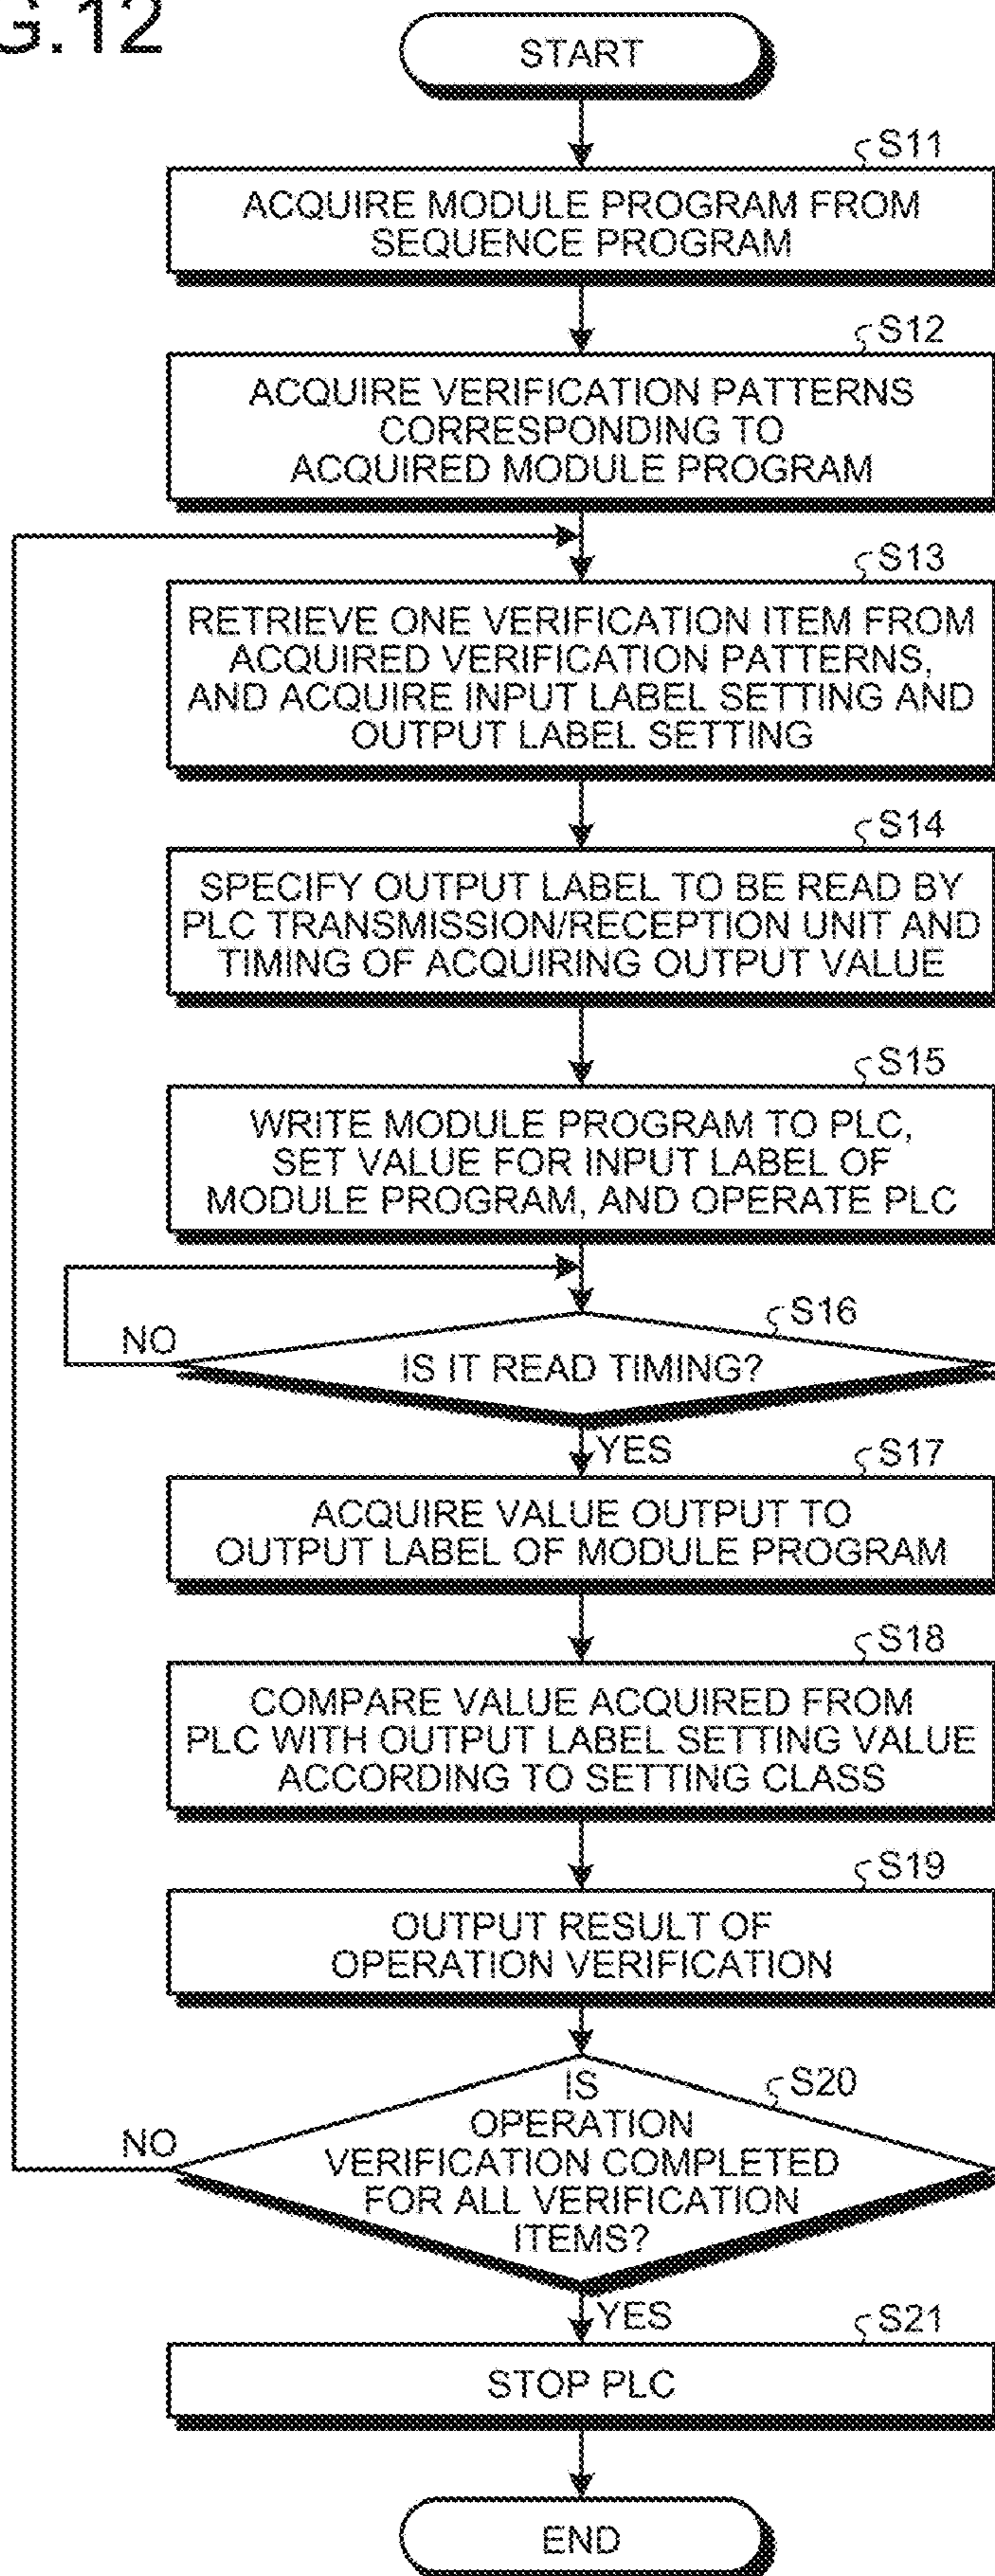 G.12
START
S11
ACQUIRE MODULE PROGRAM FROM
SEQUENCE PROGRAM
S12
ACQUIRE VERIFICATION PATTERNS
CORRESPONDING TO
ACQUIRED MODULE PROGRAM
S13
RETRIEVE ONE VERIFICATION ITEM FROM
ACQUIRED VERIFICATION PATTERNS,
AND ACQUIRE INPUT LABEL SETTING AND
OUTPUT LABEL SETTING
S14
SPECIFY OUTPUT LABEL TO BE READ BY
PLC TRANSMISSION/RECEPTION UNIT AND
TIMING OF ACQUIRING OUTPUT VALUE
S15
WRITE MODULE PROGRAM TO PLC,
SET VALUE FOR INPUT LABEL OF
MODULE PROGRAM, AND OPERATE PLC
S16
NO
IS IT READ TIMING?
YES
S17
ACQUIRE VALUE OUTPUT TO
OUTPUT LABEL OF MODULE PROGRAM
S18
COMPARE VALUE ACQUIRED FROM
PLC WITH OUTPUT LABEL SETTING VALUE
ACCORDING TO SETTING CLASS
S19
OUTPUT RESULT OF
OPERATION VERIFICATION
S20
NO
IS
OPERATION
VERIFICATION COMPLETED
FOR ALL VERIFICATION
ITEMS?
YES
S21
STOP PLC
END